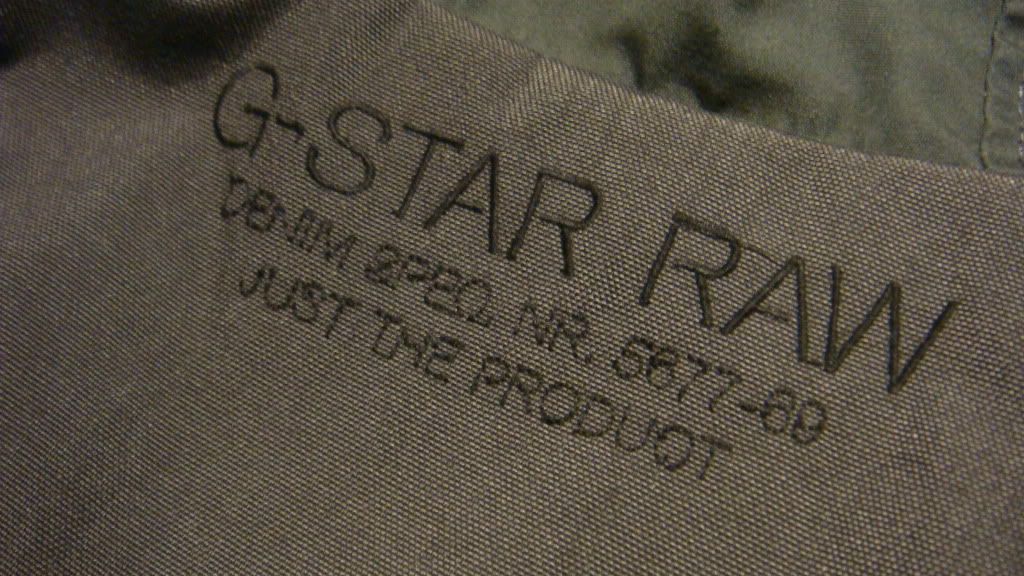 G-STAR RAW
DENIM SPEC. NR. 5677-69
JUST THE PRODUCT